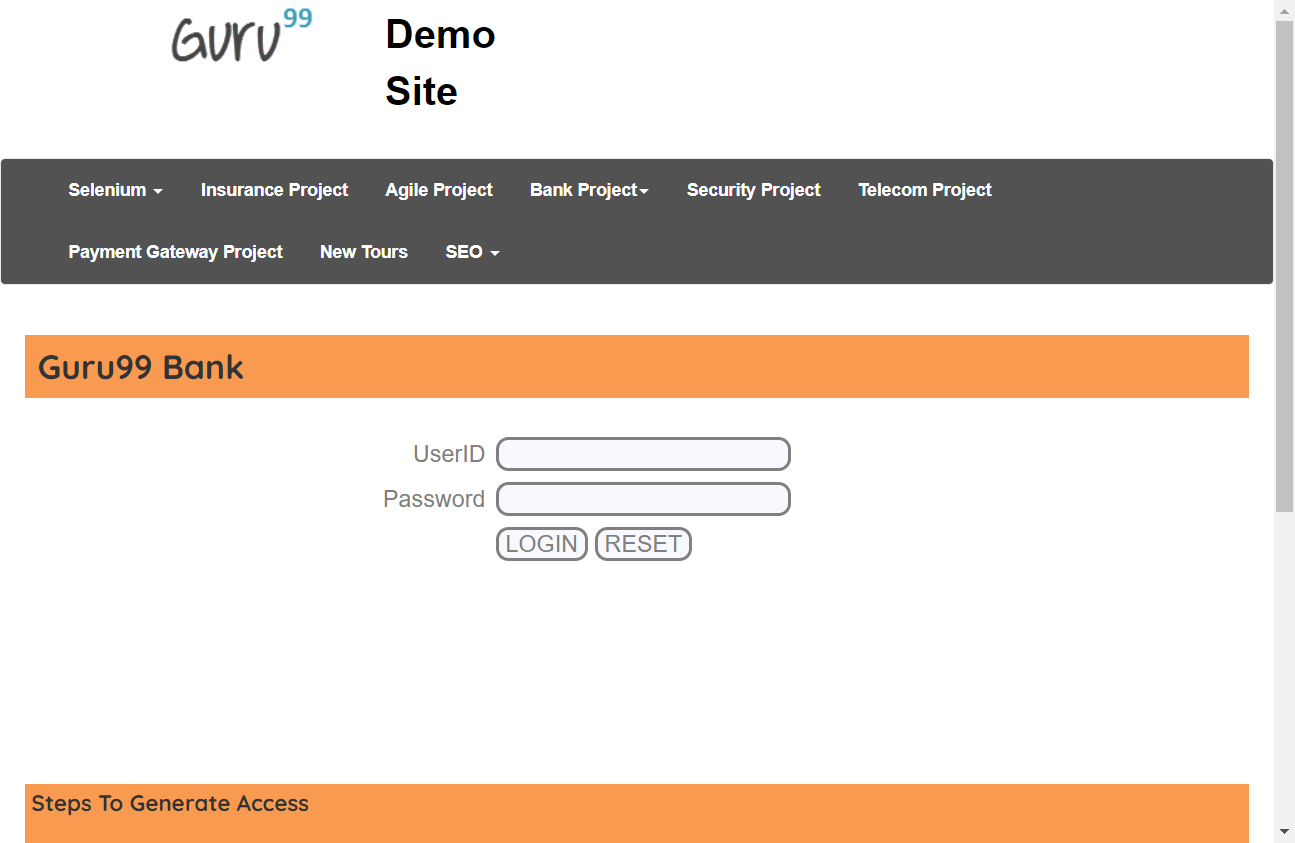 Guru99
Demo
Site
Selenium Insurance Project Agile Project Bank Project Security Project Telecom Project
Payment Gateway Project New Tours SEO
Guru99 Bank
UserID
Password
LOGIN RESET
Steps To Generate Access